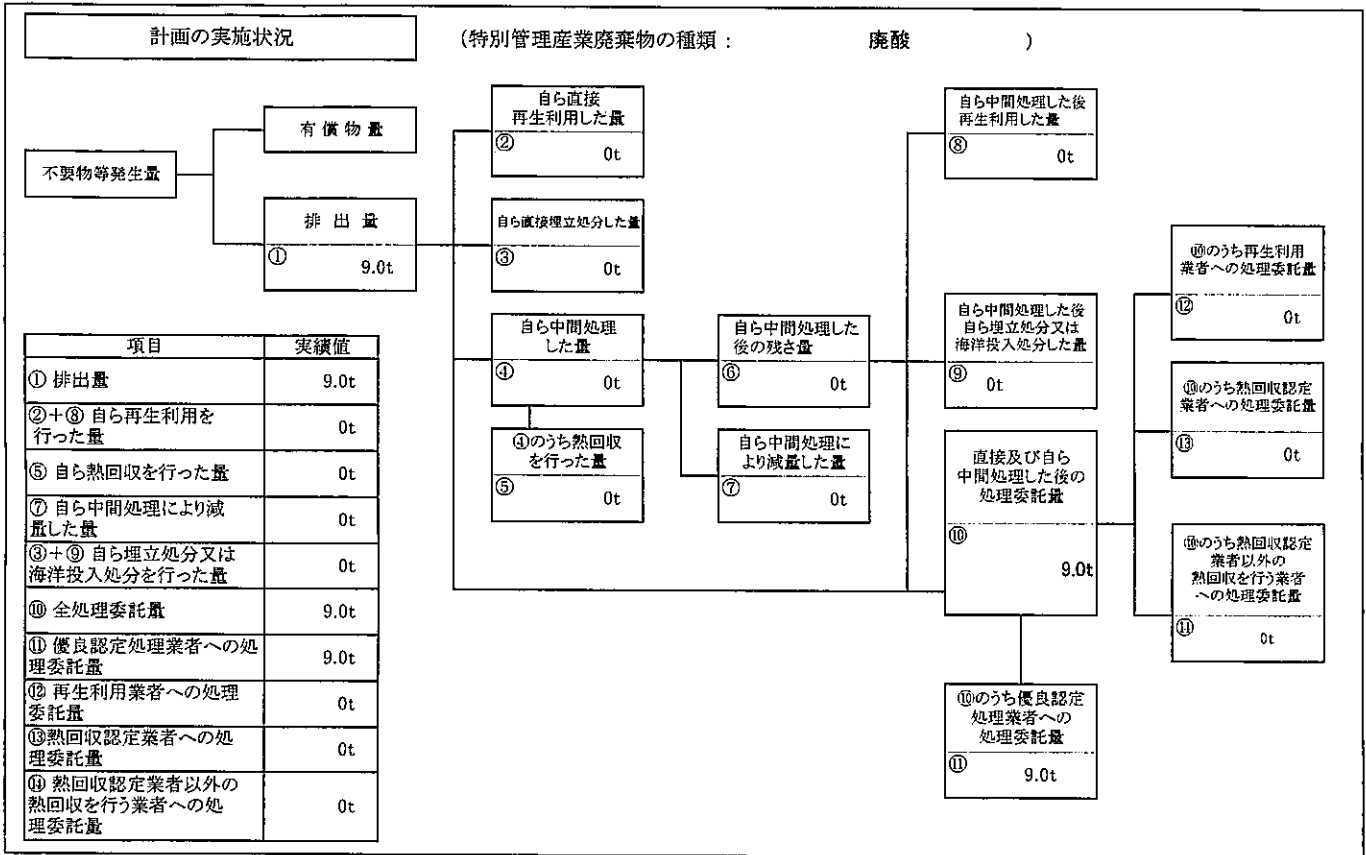 計画の実施状況
(特別管理産業廃棄物の種類： 廃酸 )
不要物等発生量
有償物量
排出量
① 9.0t
自ら直接
再生利用した量
② 0t
自ら直接埋立処分した量
③ 0t
自ら中間処理
した量
④ 0t
④のうち熱回収
を行った量
⑤ 0t
自ら中間処理した
後の残さ量
⑥ 0t
自ら中間処理に
より減量した量
⑦ 0t
自ら中間処理した後
再生利用した量
⑧ 0t
自ら中間処理した後
自ら埋立処分又は
海洋投入処分した量
⑨ 0t
直接及び自ら
中間処理した後の
処理委託量
⑩
9.0t
⑩のうち優良認定
処理業者への
処理委託量
⑪ 9.0t
⑩のうち再生利用
業者への処理委託量
⑫ 0t
⑩のうち熱回収認定
業者への処理委託量
⑬ 0t
⑩のうち熱回収認定
業者以外の
熱回収を行う業者
への処理委託量
⑭ 0t
項目 実績値
① 排出量 9.0t
②＋⑧ 自ら再生利用を
行った量 0t
⑤ 自ら熱回収を行った量 0t
⑦ 自ら中間処理により減
量した量 0t
③＋⑨ 自ら埋立処分又は
海洋投入処分を行った量 0t
⑩ 全処理委託量 9.0t
⑪ 優良認定処理業者への処
理委託量 9.0t
⑫ 再生利用業者への処理
委託量 0t
⑬熱回収認定業者への処
理委託量 0t
⑭ 熱回収認定業者以外の
熱回収を行う業者への処
理委託量 0t